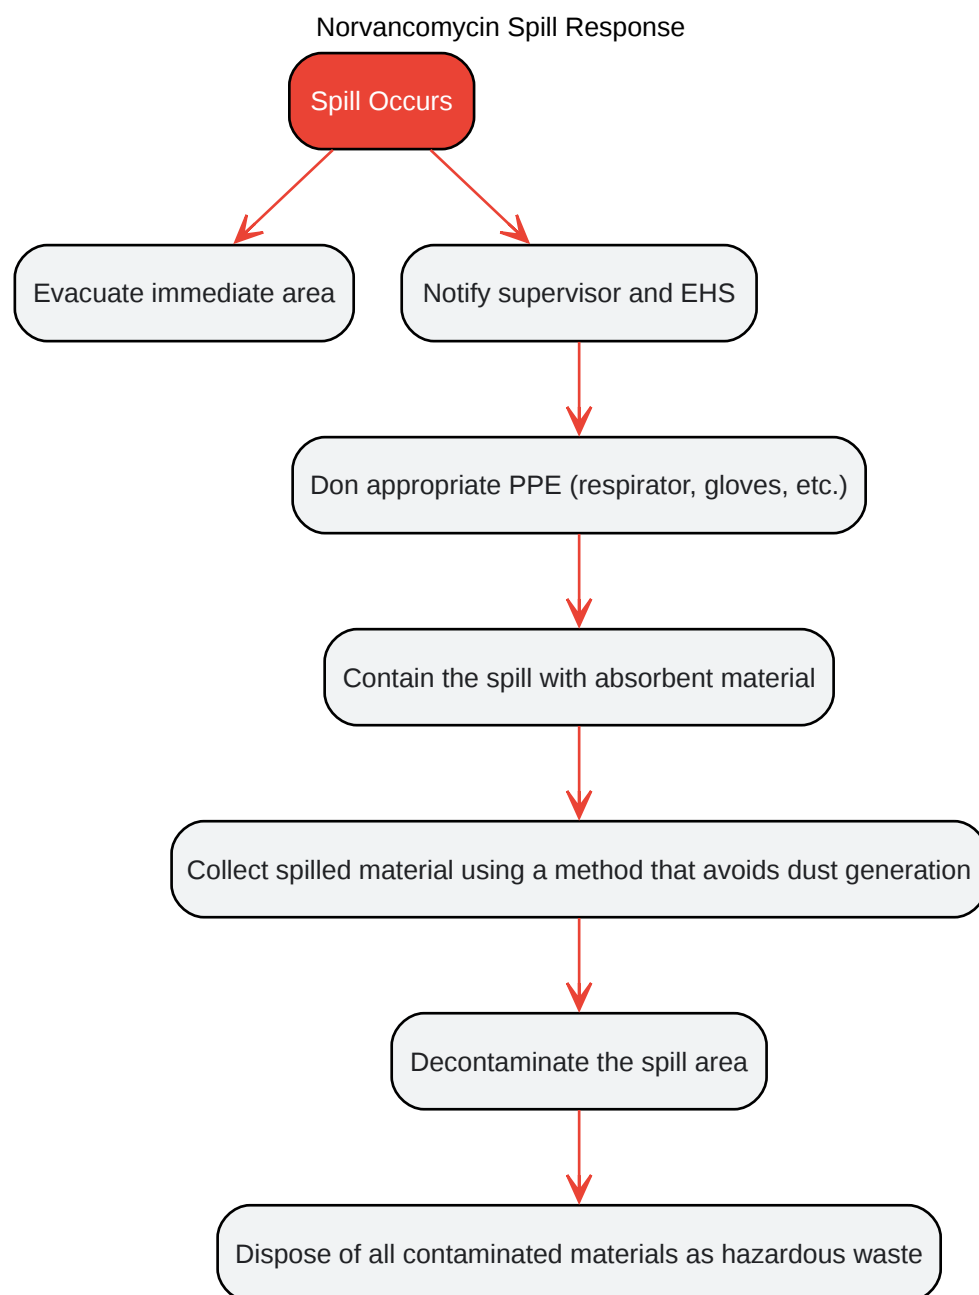 Norvancomycin Spill Response
Spill Occurs
Evacuate immediate area
Notify supervisor and EHS
Don appropriate PPE (respirator, gloves, etc.)
Contain the spill with absorbent material
Collect spilled material using a method that avoids dust generation
Decontaminate the spill area
Dispose of all contaminated materials as hazardous waste